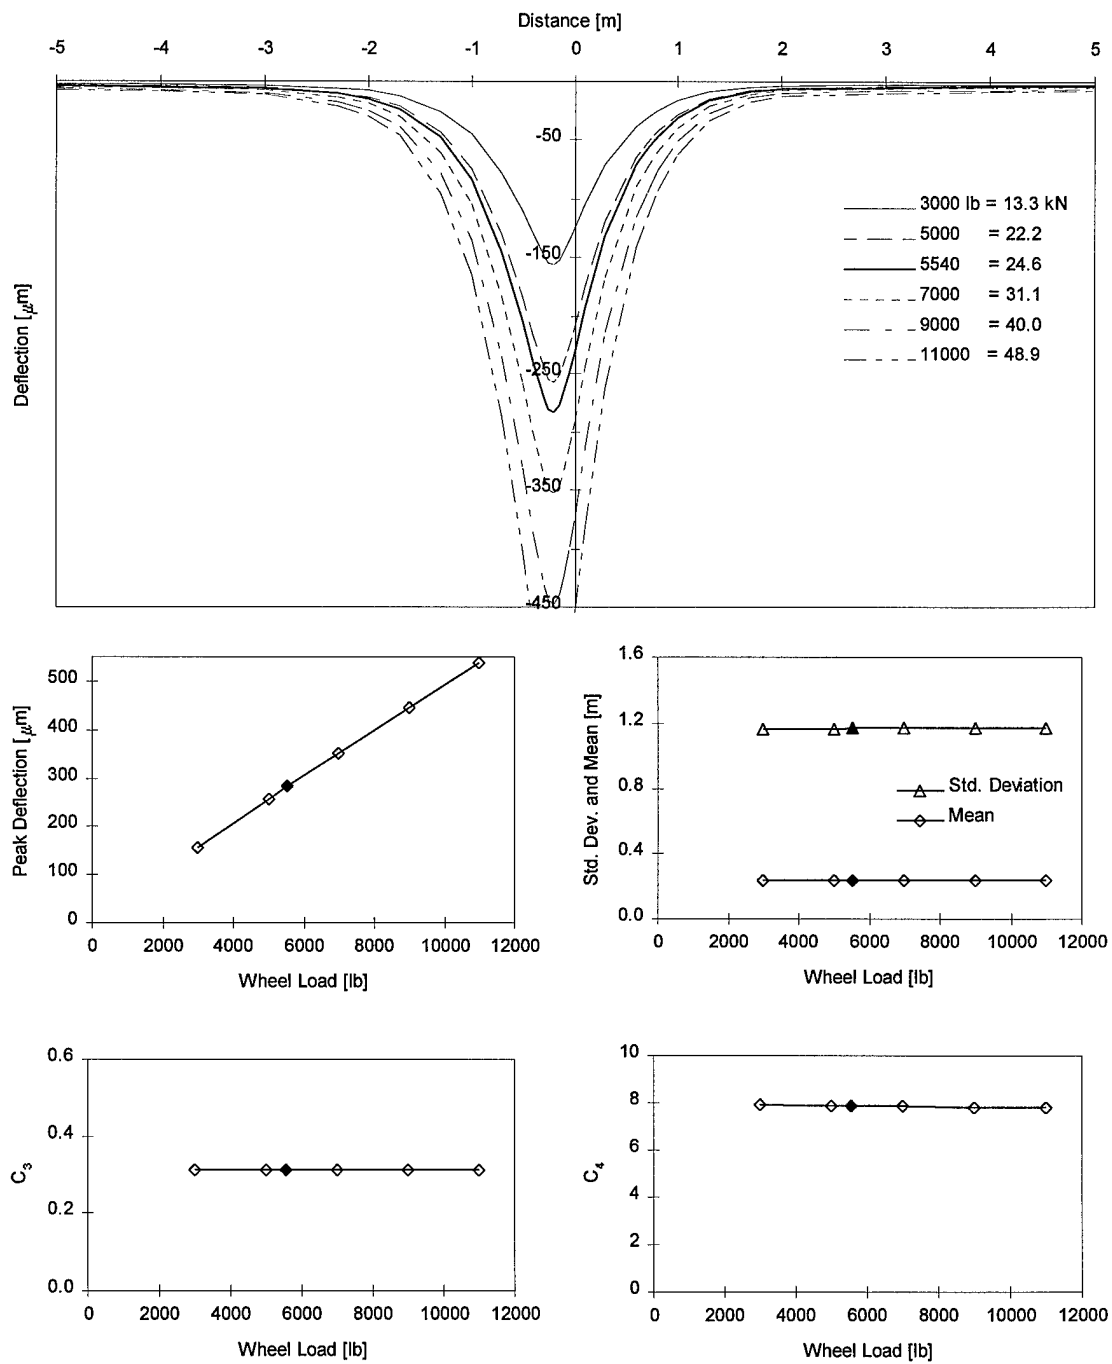 Distance [m]
-5 -4 -3 -2 -1 0 1 2 3 4 5
-50
-150
-250
-350
-450
Deflection [μm]
3000 lb = 13.3 kN
5000 = 22.2
5540 = 24.6
7000 = 31.1
9000 = 40.0
11000 = 48.9
Peak Deflection [μm]
500
400
300
200
100
0
0 2000 4000 6000 8000 10000 12000
Wheel Load [lb]
Std. Dev. and Mean [m]
1.6
1.2
0.8
0.4
0.0
Std. Deviation
Mean
0 2000 4000 6000 8000 10000 12000
Wheel Load [lb]
C₃
0.6
0.4
0.2
0.0
0 2000 4000 6000 8000 10000 12000
Wheel Load [lb]
C₄
10
8
6
4
2
0
0 2000 4000 6000 8000 10000 12000
Wheel Load [lb]